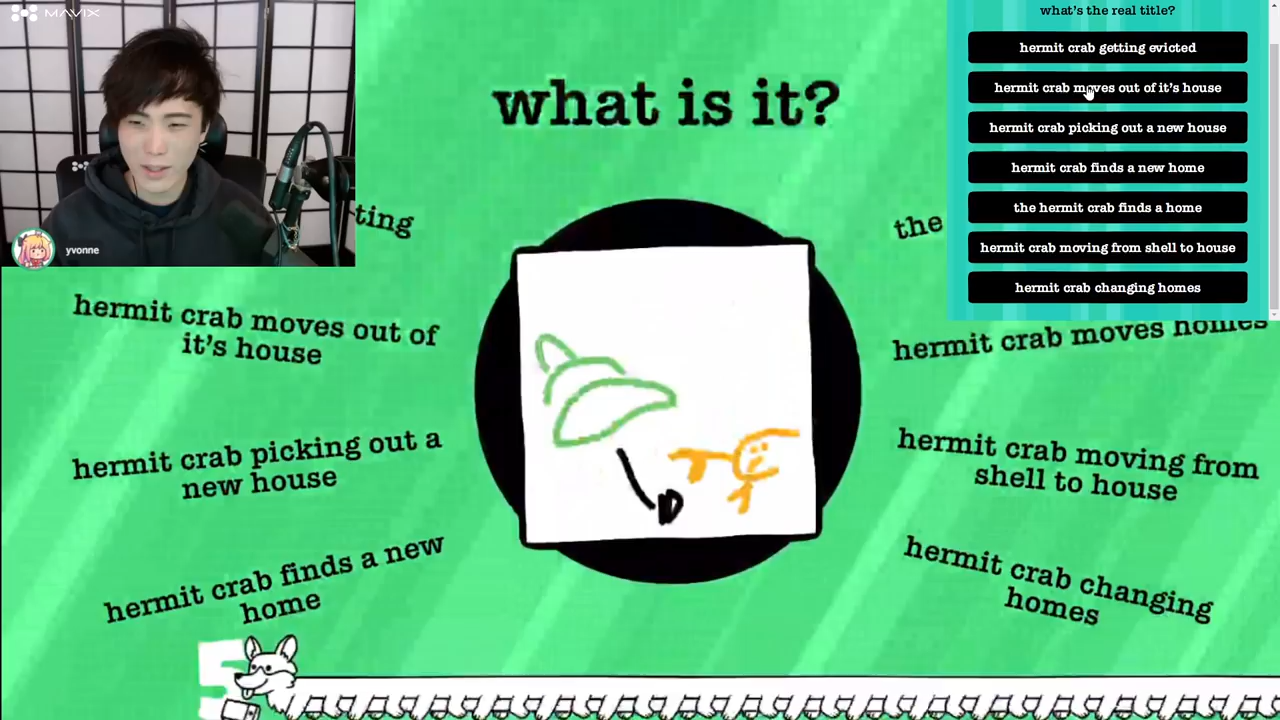 MAVIX
yvonne
what is it?
ting
hermit crab moves out of
it's house
hermit crab picking out a
new house
hermit crab finds a new
home
the
hermit crab moves homes
hermit crab moving from
shell to house
hermit crab changing
homes
what's the real title?
hermit crab getting evicted
hermit crab moves out of it's house
hermit crab picking out a new house
hermit crab finds a new home
the hermit crab finds a home
hermit crab moving from shell to house
hermit crab changing homes